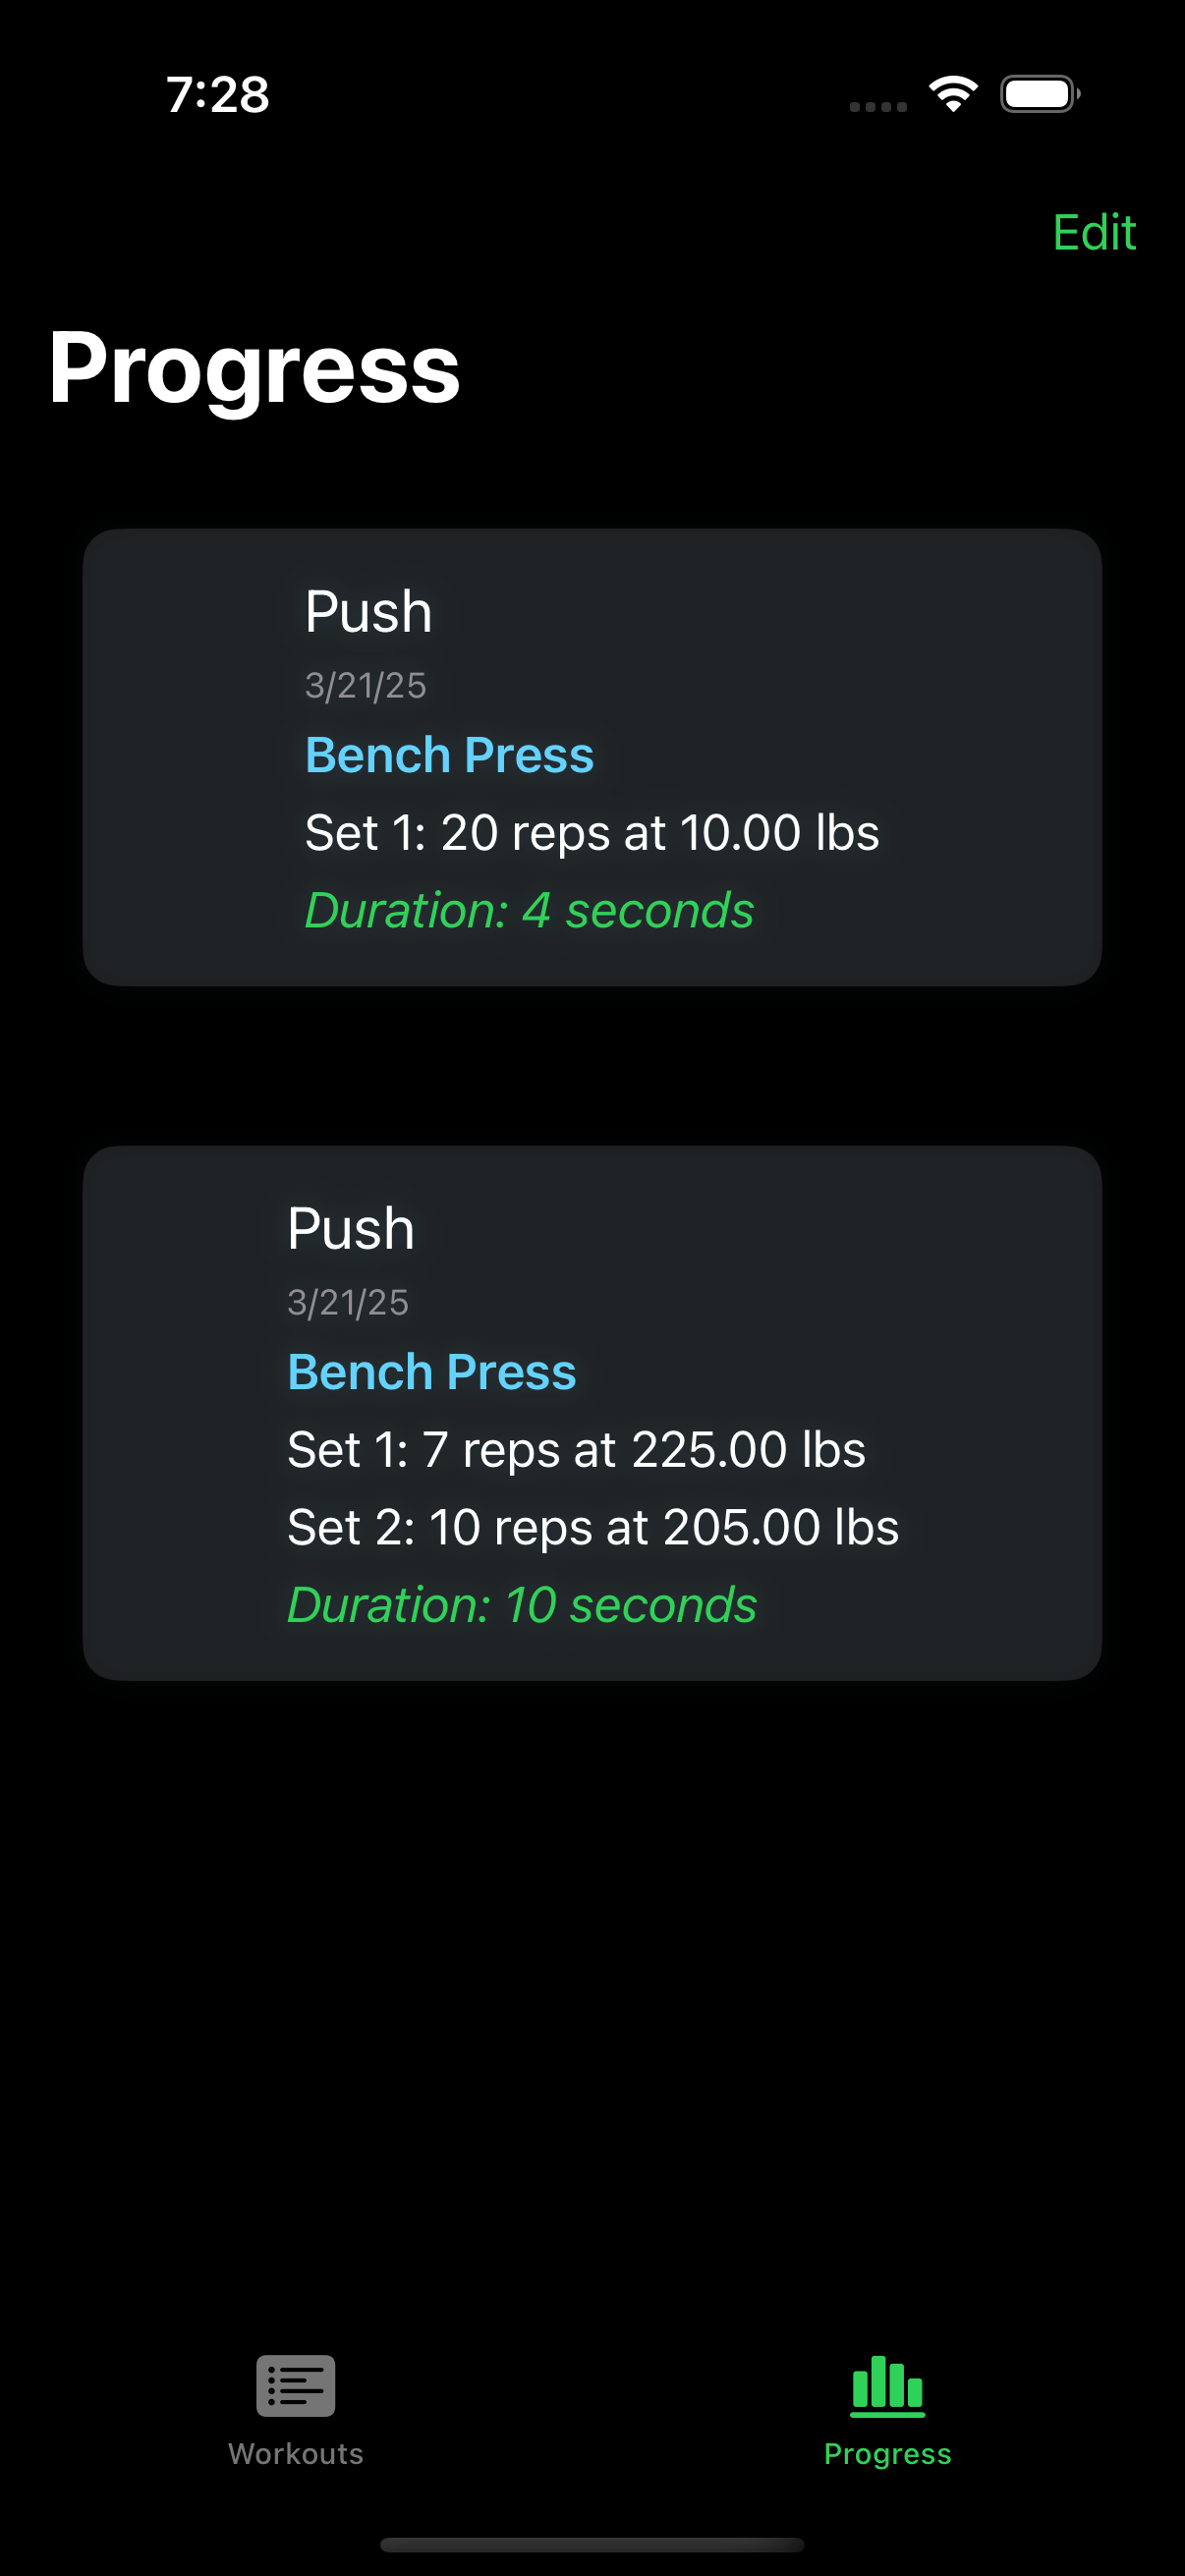 7:28
Edit
Progress
Push
3/21/25
Bench Press
Set 1: 20 reps at 10.00 lbs
Duration: 4 seconds
Push
3/21/25
Bench Press
Set 1: 7 reps at 225.00 lbs
Set 2: 10 reps at 205.00 lbs
Duration: 10 seconds
Workouts
Progress